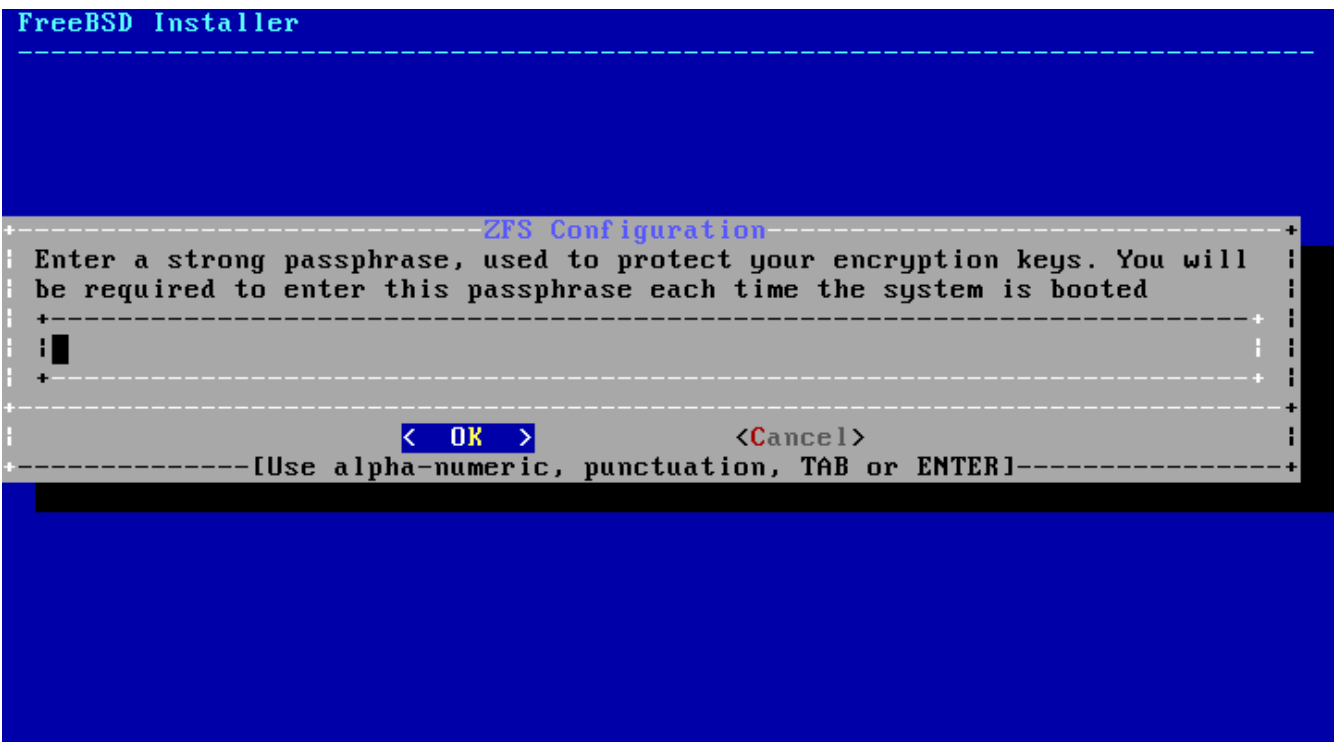 FreeBSD Installer
ZFS Configuration
Enter a strong passphrase, used to protect your encryption keys. You will
be required to enter this passphrase each time the system is booted
< OK > <Cancel>
[Use alpha-numeric, punctuation, TAB or ENTER]